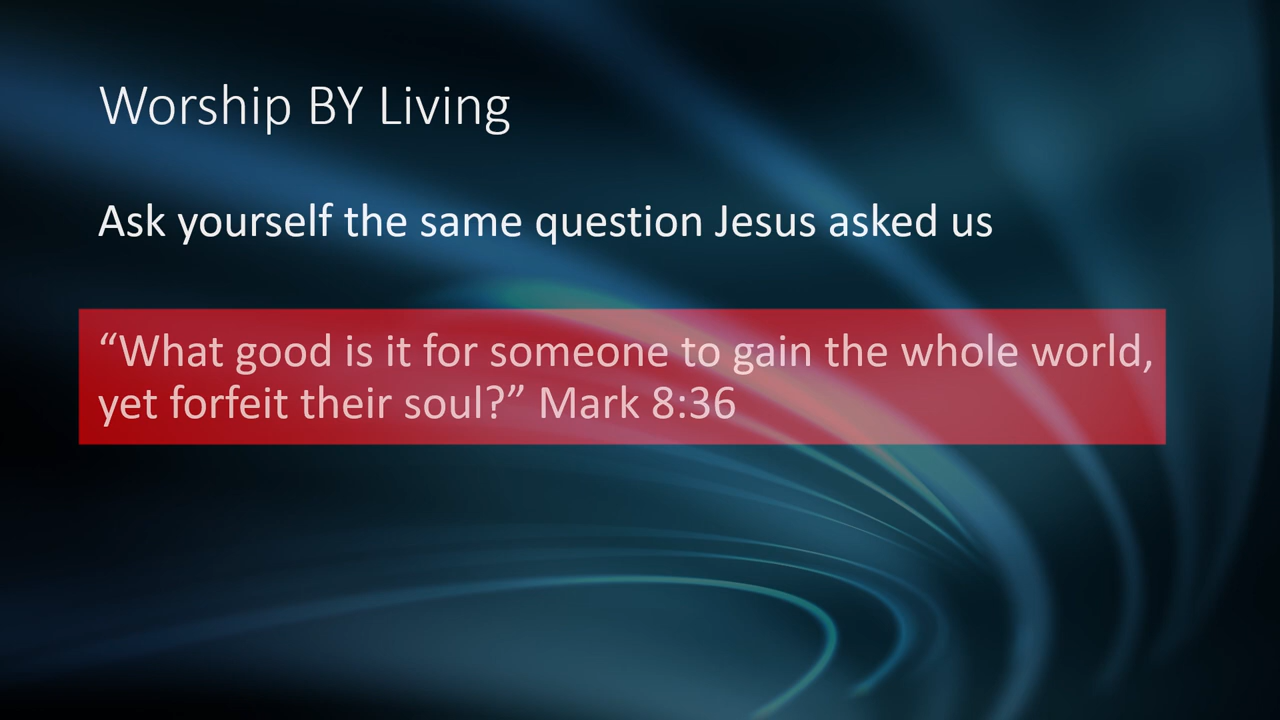 Worship BY Living
Ask yourself the same question Jesus asked us
“What good is it for someone to gain the whole world,
yet forfeit their soul?” Mark 8:36